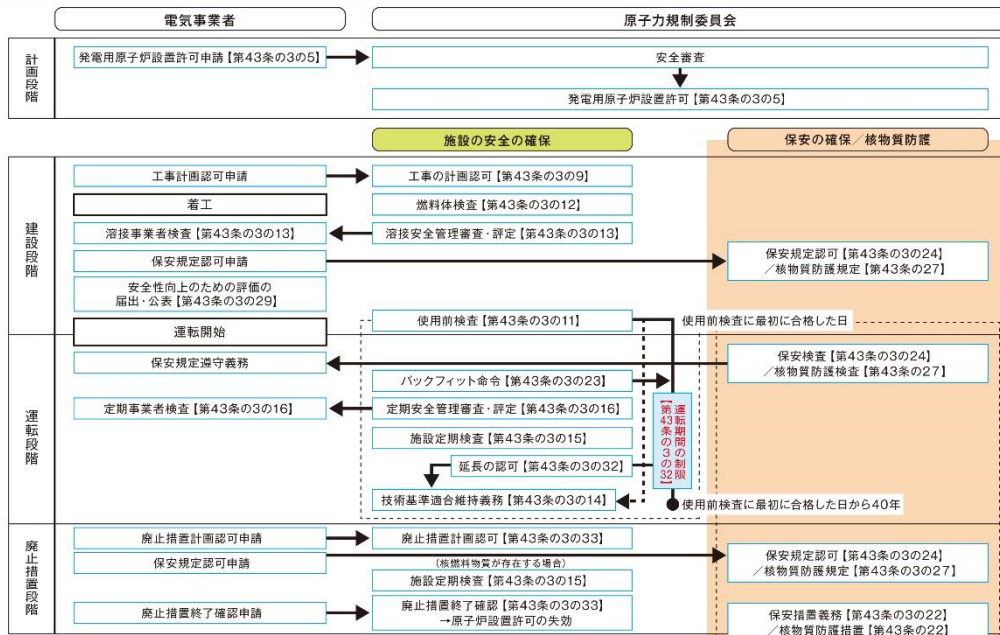 電気事業者
原子力規制委員会
計画段階
発電用原子炉設置許可申請【第43条の3の5】
安全審査
発電用原子炉設置許可【第43条の3の5】
施設の安全の確保
保安の確保／核物質防護
建設段階
工事計画認可申請
工事の計画認可【第43条の3の9】
着工
燃料体検査【第43条の3の12】
溶接事業者検査【第43条の3の13】
溶接安全管理審査・評定【第43条の3の13】
保安規定認可申請
保安規定認可【第43条の3の24】
／核物質防護規定【第43条の27】
安全性向上のための評価の
届出・公表【第43条の3の29】
使用前検査【第43条の3の11】
使用前検査に最初に合格した日
運転開始
運転段階
保安規定遵守義務
保安検査【第43条の3の24】
／核物質防護検査【第43条の27】
バックフィット命令【第43条の3の23】
定期事業者検査【第43条の3の16】
定期安全管理審査・評定【第43条の3の16】
運転期間の制限
【第43条の3の32】
施設定期検査【第43条の3の15】
延長の認可【第43条の3の32】
技術基準適合維持義務【第43条の3の14】
使用前検査に最初に合格した日から40年
廃止措置段階
廃止措置計画認可申請
廃止措置計画認可【第43条の3の33】
保安規定認可申請
(核燃料物質が存在する場合)
保安規定認可【第43条の3の24】
／核物質防護規定【第43条の3の27】
施設定期検査【第43条の3の15】
廃止措置終了確認申請
廃止措置終了確認【第43条の3の33】
→原子炉設置許可の失効
保安措置義務【第43条の3の22】
／核物質防護措置【第43条の22】